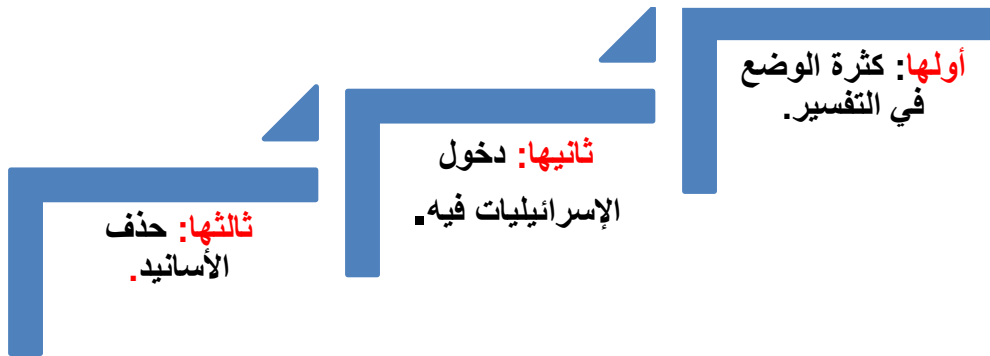 أولها: كثرة الوضع
في التفسير.
ثانيها: دخول
الإسرائيليات فيه.
ثالثها: حذف
الأسانيد.